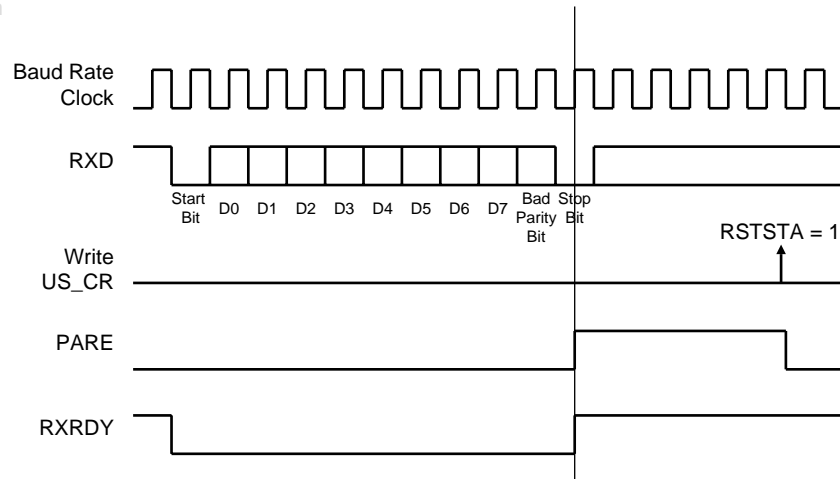 Baud Rate
Clock
RXD
Start
Bit
D0 D1 D2 D3 D4 D5 D6 D7
Bad
Parity
Bit
Stop
Bit
RSTSTA = 1
Write
US_CR
PARE
RXRDY